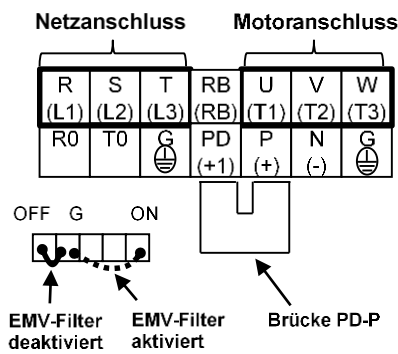 Netzanschluss Motoranschluss
R S T RB U V W
(L1) (L2) (L3) (RB) (T1) (T2) (T3)
R0 T0 G PD P N G
(+1) (+) (-)
OFF G ON
EMV-Filter deaktiviert
EMV-Filter aktiviert
Brücke PD-P